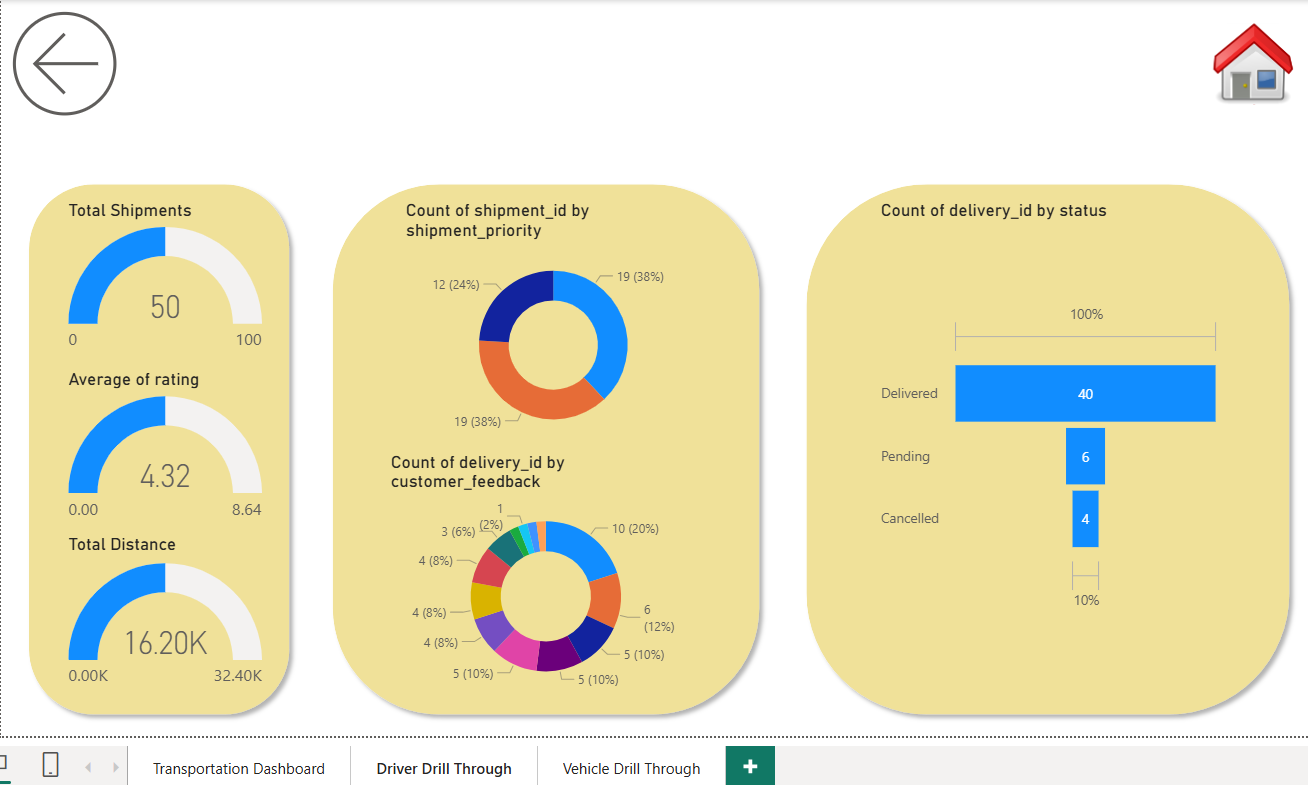 Total Shipments
50
0
100
Average of rating
4.32
0.00
8.64
Total Distance
16.20K
0.00K
32.40K
Count of shipment_id by
shipment_priority
12 (24%)
19 (38%)
19 (38%)
Count of delivery_id by
customer_feedback
1
(2%)
3 (6%)
10 (20%)
4 (8%)
4 (8%)
6
(12%)
4 (8%)
5 (10%)
5 (10%)
5 (10%)
Count of delivery_id by status
100%
Delivered
40
Pending
6
Cancelled
4
10%
Transportation Dashboard
Driver Drill Through
Vehicle Drill Through